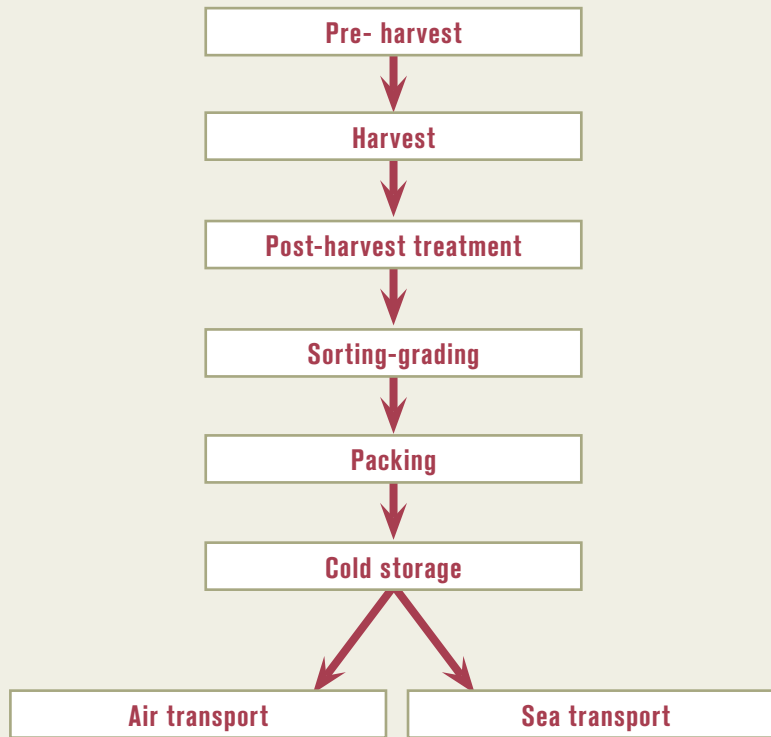 Pre- harvest
Harvest
Post-harvest treatment
Sorting-grading
Packing
Cold storage
Air transport
Sea transport